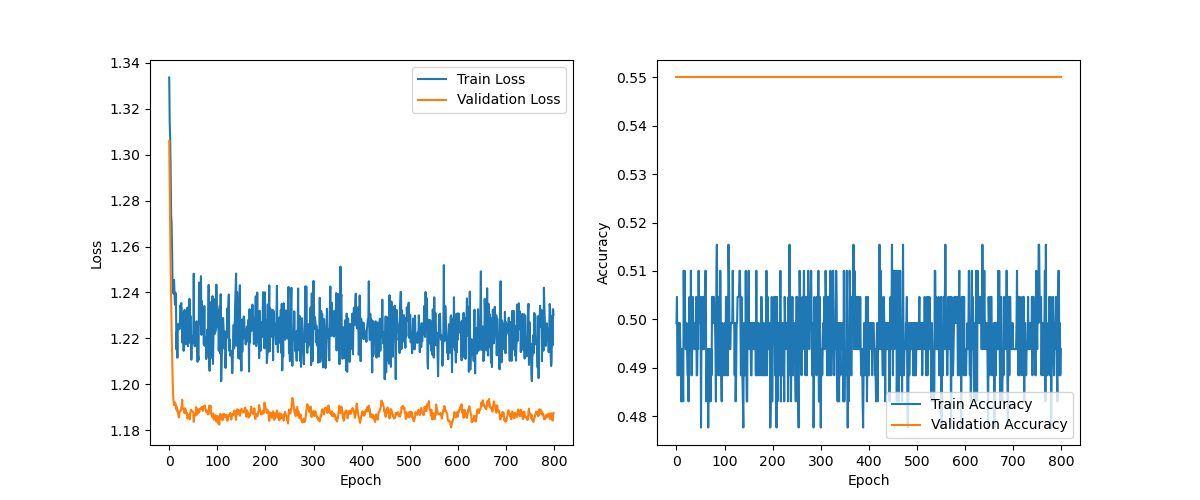 1.34
1.32
1.30
1.28
1.26
1.24
1.22
1.20
1.18
Loss
0 100 200 300 400 500 600 700 800
Epoch
Train Loss
Validation Loss
0.55
0.54
0.53
0.52
0.51
0.50
0.49
0.48
Accuracy
0 100 200 300 400 500 600 700 800
Epoch
Train Accuracy
Validation Accuracy